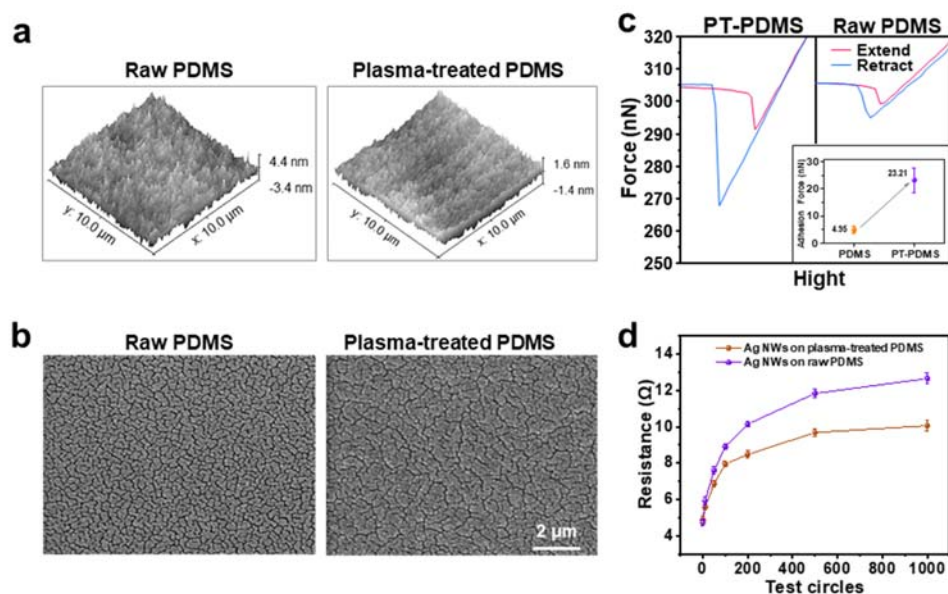 a
Raw PDMS
Plasma-treated PDMS
4.4 nm
-3.4 nm
y: 10.0 µm
x: 10.0 µm
1.6 nm
-1.4 nm
y: 10.0 µm
x: 10.0 µm
b
Raw PDMS
Plasma-treated PDMS
2 µm
c
PT-PDMS
Raw PDMS
Extend
Retract
Force (nN)
320
310
300
290
280
270
260
250
Hight
Adhesion Force (nN)
30
20
10
0
4.95
23.21
PDMS
PT-PDMS
d
Ag NWs on plasma-treated PDMS
Ag NWs on raw PDMS
Resistance (Ω)
14
12
10
8
6
4
0
200
400
600
800
1000
Test circles